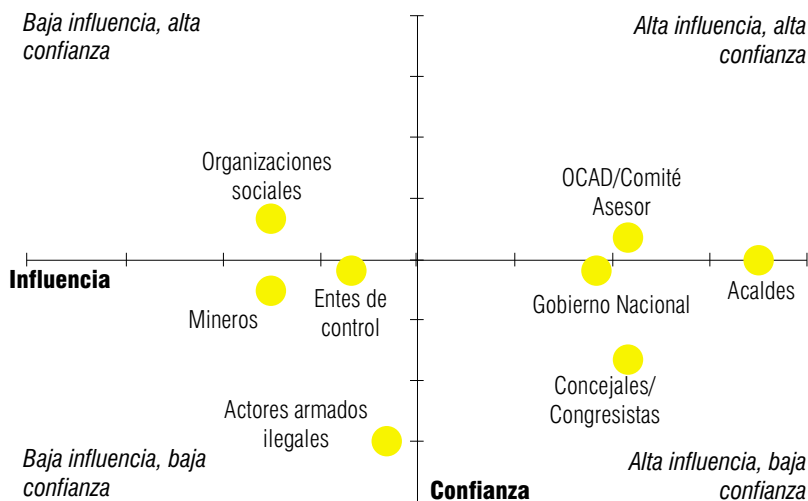 Baja influencia, alta
confianza
Alta influencia, alta
confianza
Organizaciones
sociales
OCAD/Comité
Asesor
Influencia
Mineros
Entes de
control
Gobierno Nacional
Acaldes
Actores armados
ilegales
Concejales/
Congresistas
Baja influencia, baja
confianza
Confianza
Alta influencia, baja
confianza